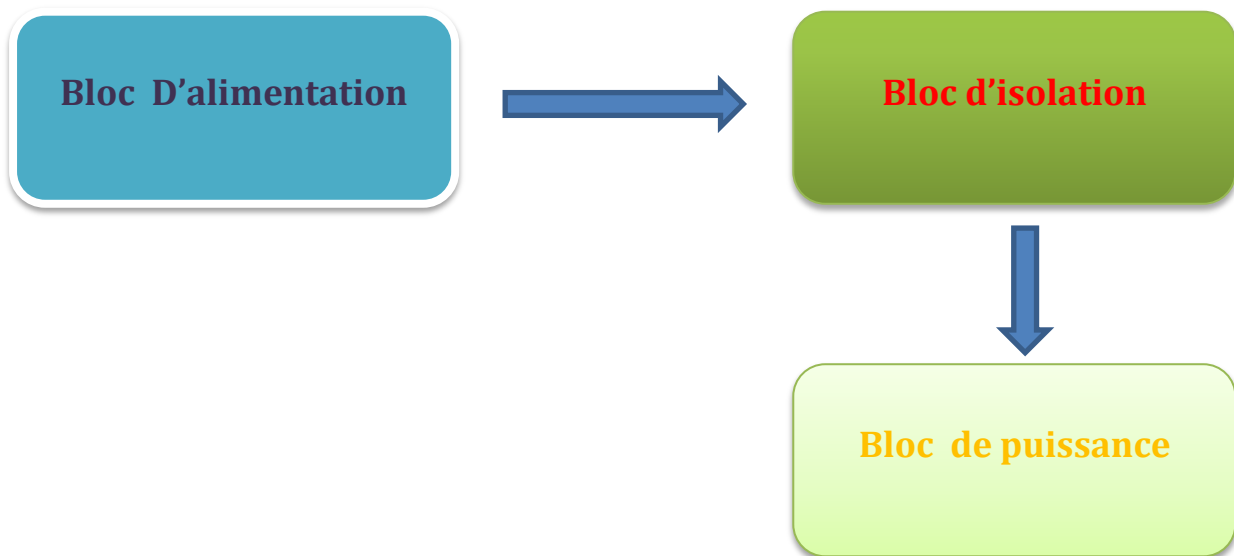 Bloc  D’alimentation
Bloc d’isolation
Bloc  de puissance